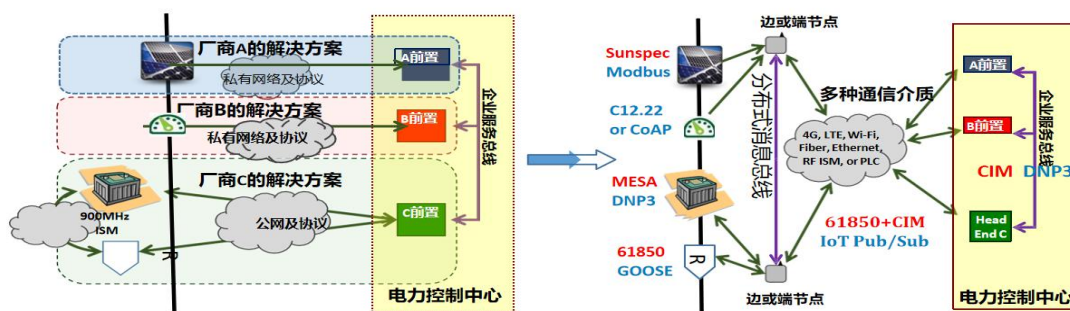 厂商A的解决方案
A前置
私有网络及协议
厂商B的解决方案
B前置
私有网络及协议
企业服务总线
厂商C的解决方案
900MHz
ISM
公网及协议
C前置
R
电力控制中心
边或端节点
Sunspec
Modbus
C12.22
or CoAP
MESA
DNP3
61850
GOOSE
R
分布式消息总线
多种通信介质
4G, LTE, Wi-Fi,
Fiber, Ethernet,
RF ISM, or PLC
61850+CIM
IoT Pub/Sub
边或端节点
A前置
B前置
企业服务总线
CIM DNP3
Head
End C
电力控制中心